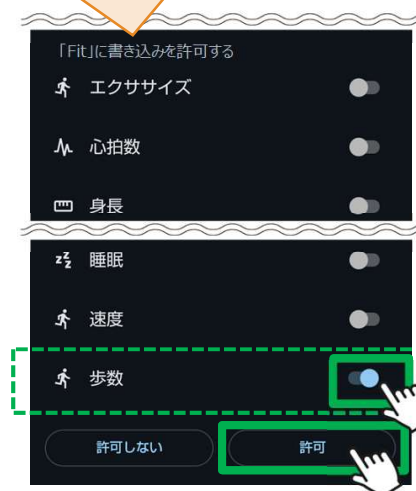 「Fit」に書き込みを許可する
エクササイズ
心拍数
身長
睡眠
速度
歩数
許可しない
許可